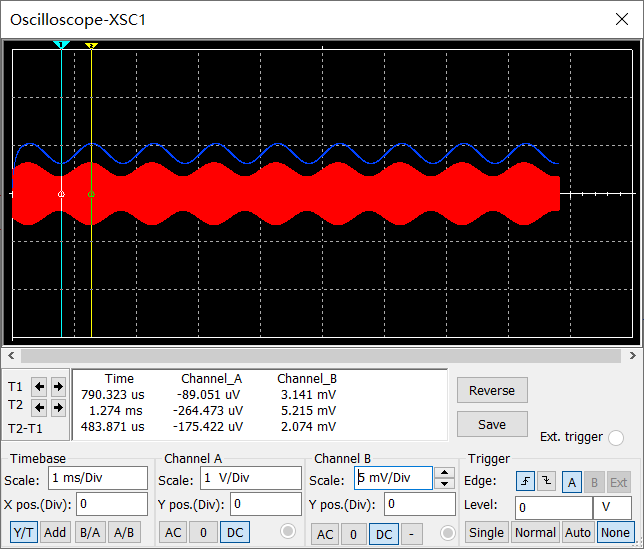 Oscilloscope-XSC1
1 2
T1
T2
T2-T1
Time Channel_A Channel_B
790.323 us -89.051 uV 3.141 mV
1.274 ms -264.473 uV 5.215 mV
483.871 us -175.422 uV 2.074 mV
Reverse
Save
Ext. trigger
Timebase
Scale: 1 ms/Div
X pos.(Div): 0
Y/T Add B/A A/B
Channel A
Scale: 1 V/Div
Y pos.(Div): 0
AC 0 DC
Channel B
Scale: 5 mV/Div
Y pos.(Div): 0
AC 0 DC -
Trigger
Edge: A B Ext
Level: 0 V
Single Normal Auto None